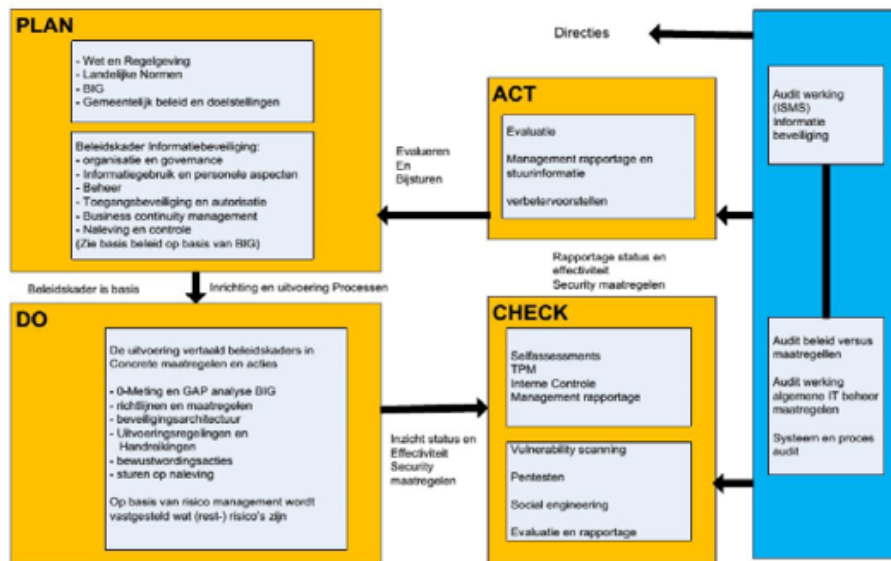 PLAN
- Wet en Regelgeving
- Landelijke Normen
- BIG
- Gemeentelijk beleid en doelstellingen
Beleidskader Informatiebeveiliging:
- organisatie en governance
- Informatiegebruik en personele aspecten
- Beheer
- Toegangsbeveiliging en autorisatie
- Business continuity management
- Naleving en controle
(Zie basis beleid op basis van BIG)
Evalueren
En
Bijsturen
ACT
Evaluatie
Management rapportage en
stuurinformatie
verbetervoorstellen
Directies
Audit werking
(ISMS)
Informatie
beveiliging
Beleidskader is basis
Inrichting en uitvoering Processen
Rapportage status en
effectiviteit
Security maatregelen
DO
De uitvoering vertaald beleidskaders in
Concrete maatregelen en acties
- 0-Meting en GAP analyse BIG
- richtlijnen en maatregelen
- beveiligingsarchitectuur
- Uitvoeringsregelingen en
Handreikingen
- bewustwordingsacties
- sturen op naleving
Op basis van risico management wordt
vastgesteld wat (rest-) risico's zijn
Inzicht status en
Effectiviteit
Security
maatregelen
CHECK
Selfassessments
TPM
Interne Controle
Management rapportage
Vulnerability scanning
Pentesten
Social engineering
Evaluatie en rapportage
Audit beleid versus
maatregellen
Audit werking
algemene IT beheer
maatregelen
Systeem en proces
audit